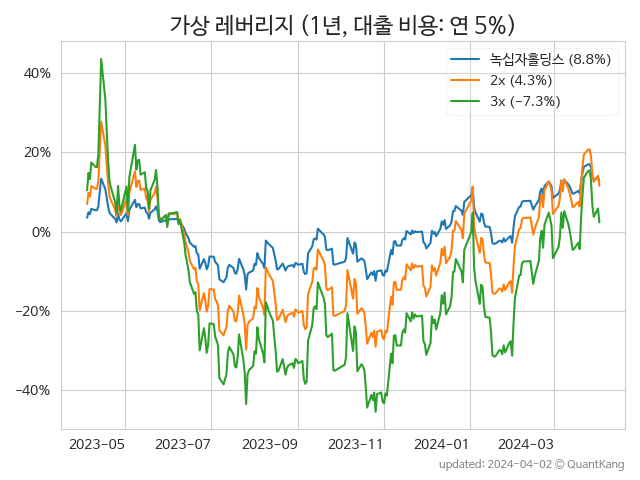 가상 레버리지 (1년, 대출 비용: 연 5%)
녹십자홀딩스 (8.8%)
2x (4.3%)
3x (−7.3%)
40%
20%
0%
−20%
−40%
2023−05
2023−07
2023−09
2023−11
2024−01
2024−03
updated: 2024-04-02 © QuantKang